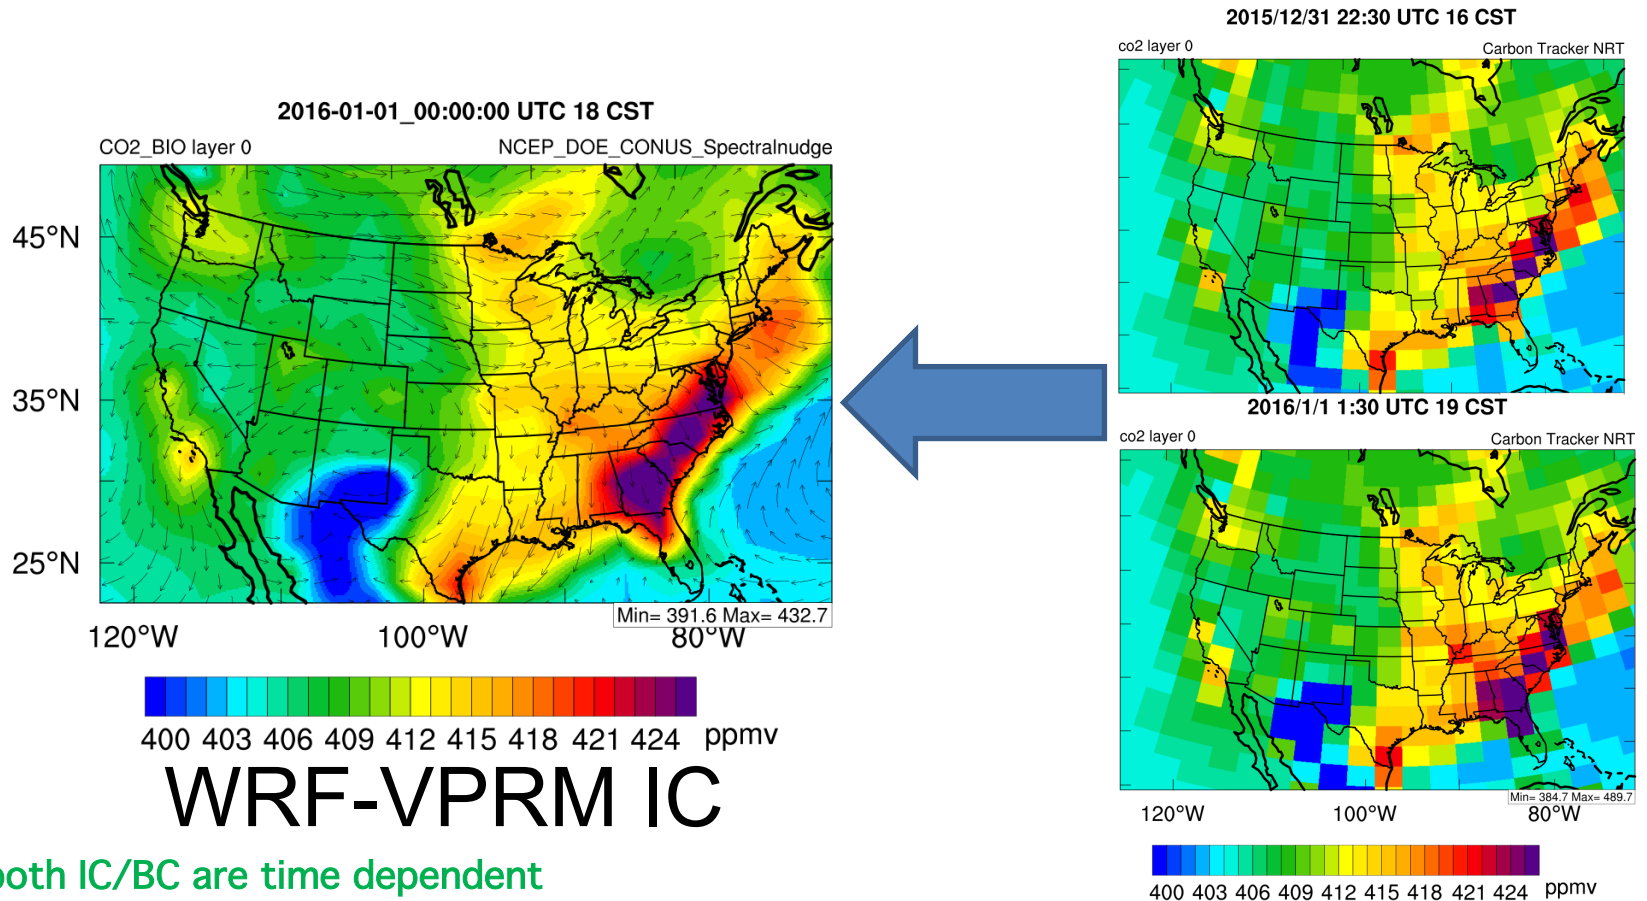 2015/12/31 22:30 UTC 16 CST
co2 layer 0 Carbon Tracker NRT
2016-01-01_00:00:00 UTC 18 CST
CO2_BIO layer 0 NCEP_DOE_CONUS_Spectralnudge
45°N
35°N
25°N
Min= 391.6 Max= 432.7
120°W 100°W 80°W
400 403 406 409 412 415 418 421 424 ppmv
WRF-VPRM IC
both IC/BC are time dependent
2016/1/1 1:30 UTC 19 CST
co2 layer 0 Carbon Tracker NRT
Min= 384.7 Max= 489.7
120°W 100°W 80°W
400 403 406 409 412 415 418 421 424 ppmv